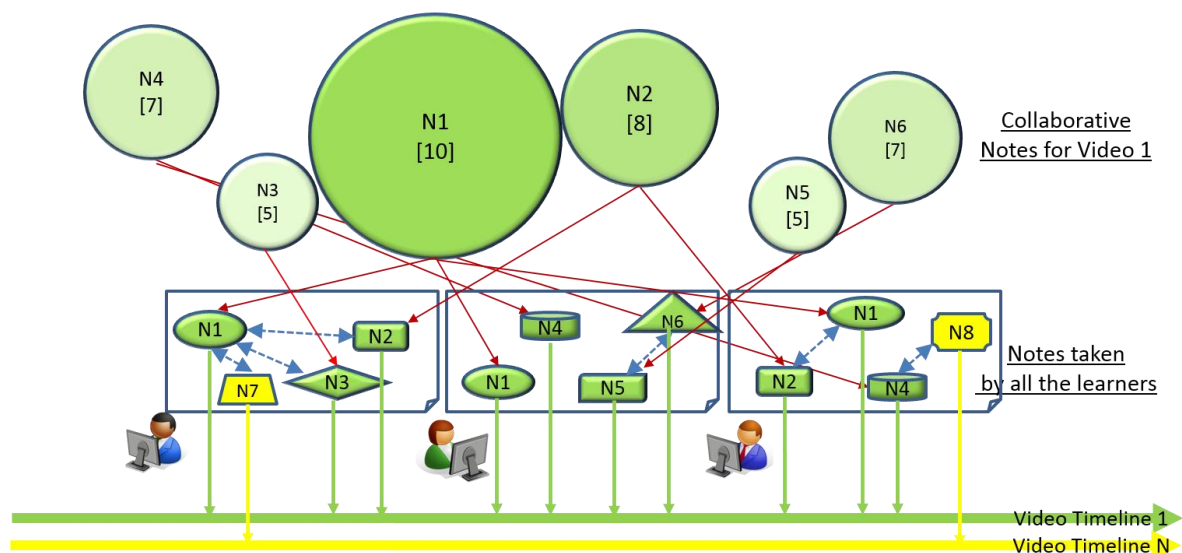 N4
[7]
N1
[10]
N2
[8]
N6
[7]
Collaborative
Notes for Video 1
N3
[5]
N5
[5]
N1
N2
N7
N3
N4
N6
N1
N5
N1
N8
N2
N4
Notes taken
by all the learners
Video Timeline 1
Video Timeline N